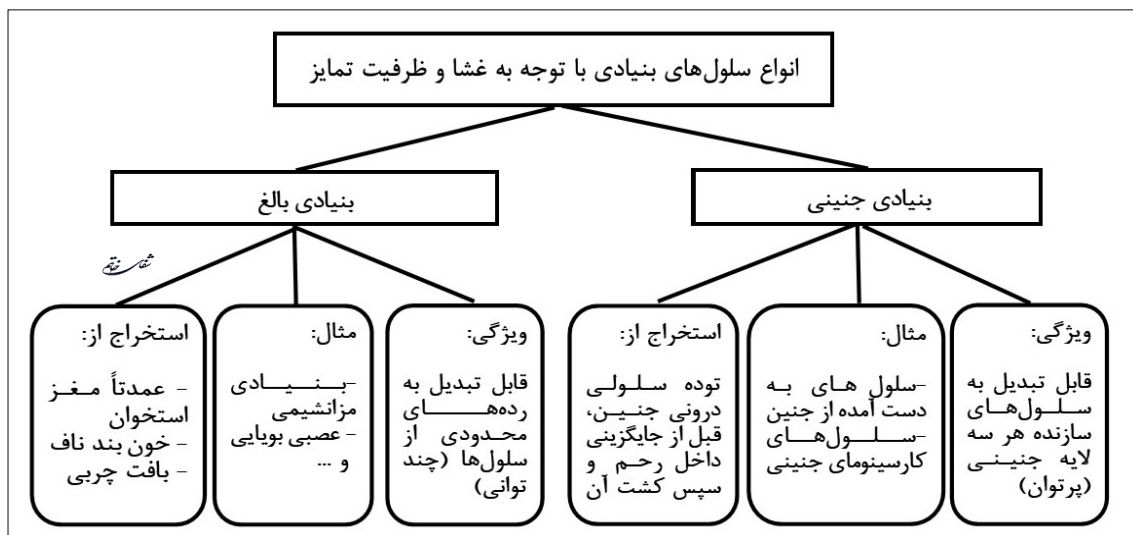 انواع سلول‌های بنیادی با توجه به غشا و ظرفیت تمایز
بنیادی جنینی
بنیادی بالغ
ویژگی:
قابل تبدیل به
سلول‌های
سازنده هر سه
لایه جنینی
(پرتوان)
مثال:
-سلول های به
دست آمده از جنین
-سلول‌های
کارسینومای جنینی
استخراج از:
توده سلولی
درونی جنین،
قبل از جایگزینی
داخل رحم و
سپس کشت آن
ویژگی:
قابل تبدیل به
رده‌های
محدودی از
سلول‌ها (چند
توانی)
مثال:
-بنیادی
مزانشیمی
- عصبی بویایی
و ...
استخراج از:
- عمدتاً مغز
استخوان
- خون بند ناف
- بافت چربی
شفای خاتم